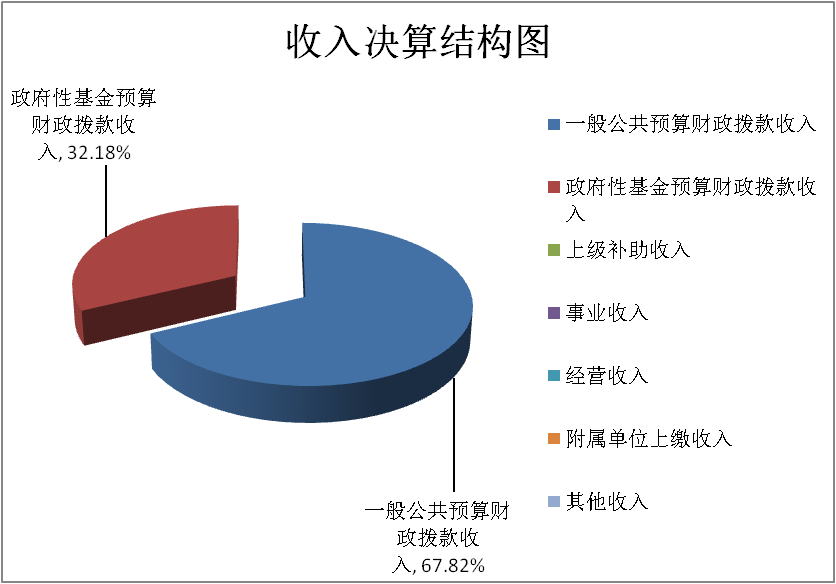 收入决算结构图
政府性基金预算
财政拨款收
入, 32.18%
一般公共预算财政拨款收入
政府性基金预算财政拨款收
入
上级补助收入
事业收入
经营收入
附属单位上缴收入
其他收入
一般公共预算财
政拨款收
入, 67.82%